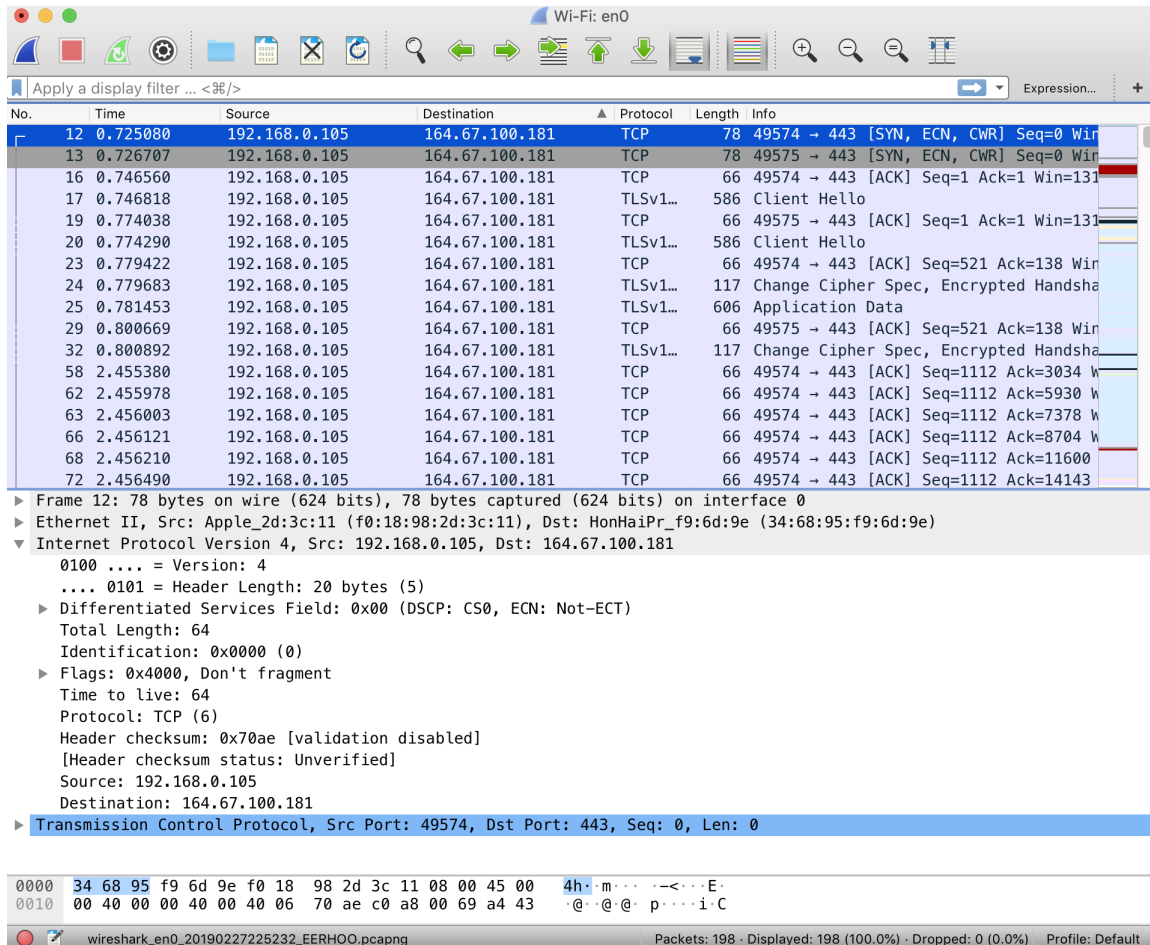 Wi-Fi: en0
Apply a display filter ... <⌘/>
Expression...
+
No. Time Source Destination Protocol Length Info
12 0.725080 192.168.0.105 164.67.100.181 TCP 78 49574 → 443 [SYN, ECN, CWR] Seq=0 Win
13 0.726707 192.168.0.105 164.67.100.181 TCP 78 49575 → 443 [SYN, ECN, CWR] Seq=0 Win
16 0.746560 192.168.0.105 164.67.100.181 TCP 66 49574 → 443 [ACK] Seq=1 Ack=1 Win=131
17 0.746818 192.168.0.105 164.67.100.181 TLSv1… 586 Client Hello
19 0.774038 192.168.0.105 164.67.100.181 TCP 66 49575 → 443 [ACK] Seq=1 Ack=1 Win=131
20 0.774290 192.168.0.105 164.67.100.181 TLSv1… 586 Client Hello
23 0.779422 192.168.0.105 164.67.100.181 TCP 66 49574 → 443 [ACK] Seq=521 Ack=138 Win
24 0.779683 192.168.0.105 164.67.100.181 TLSv1… 117 Change Cipher Spec, Encrypted Handsha
25 0.781453 192.168.0.105 164.67.100.181 TLSv1… 606 Application Data
29 0.800669 192.168.0.105 164.67.100.181 TCP 66 49575 → 443 [ACK] Seq=521 Ack=138 Win
32 0.800892 192.168.0.105 164.67.100.181 TLSv1… 117 Change Cipher Spec, Encrypted Handsha
58 2.455380 192.168.0.105 164.67.100.181 TCP 66 49574 → 443 [ACK] Seq=1112 Ack=3034 W
62 2.455978 192.168.0.105 164.67.100.181 TCP 66 49574 → 443 [ACK] Seq=1112 Ack=5930 W
63 2.456003 192.168.0.105 164.67.100.181 TCP 66 49574 → 443 [ACK] Seq=1112 Ack=7378 W
66 2.456121 192.168.0.105 164.67.100.181 TCP 66 49574 → 443 [ACK] Seq=1112 Ack=8704 W
68 2.456210 192.168.0.105 164.67.100.181 TCP 66 49574 → 443 [ACK] Seq=1112 Ack=11600
72 2.456490 192.168.0.105 164.67.100.181 TCP 66 49574 → 443 [ACK] Seq=1112 Ack=14143
Frame 12: 78 bytes on wire (624 bits), 78 bytes captured (624 bits) on interface 0
Ethernet II, Src: Apple_2d:3c:11 (f0:18:98:2d:3c:11), Dst: HonHaiPr_f9:6d:9e (34:68:95:f9:6d:9e)
Internet Protocol Version 4, Src: 192.168.0.105, Dst: 164.67.100.181
0100 .... = Version: 4
.... 0101 = Header Length: 20 bytes (5)
Differentiated Services Field: 0x00 (DSCP: CS0, ECN: Not-ECT)
Total Length: 64
Identification: 0x0000 (0)
Flags: 0x4000, Don't fragment
Time to live: 64
Protocol: TCP (6)
Header checksum: 0x70ae [validation disabled]
[Header checksum status: Unverified]
Source: 192.168.0.105
Destination: 164.67.100.181
Transmission Control Protocol, Src Port: 49574, Dst Port: 443, Seq: 0, Len: 0
0000 34 68 95 f9 6d 9e f0 18 98 2d 3c 11 08 00 45 00 4h··m··· ·-<···E·
0010 00 40 00 00 40 00 40 06 70 ae c0 a8 00 69 a4 43 ·@··@·@· p····i·C
wireshark_en0_20190227225232_EERHOO.pcapng
Packets: 198 · Displayed: 198 (100.0%) · Dropped: 0 (0.0%)
Profile: Default